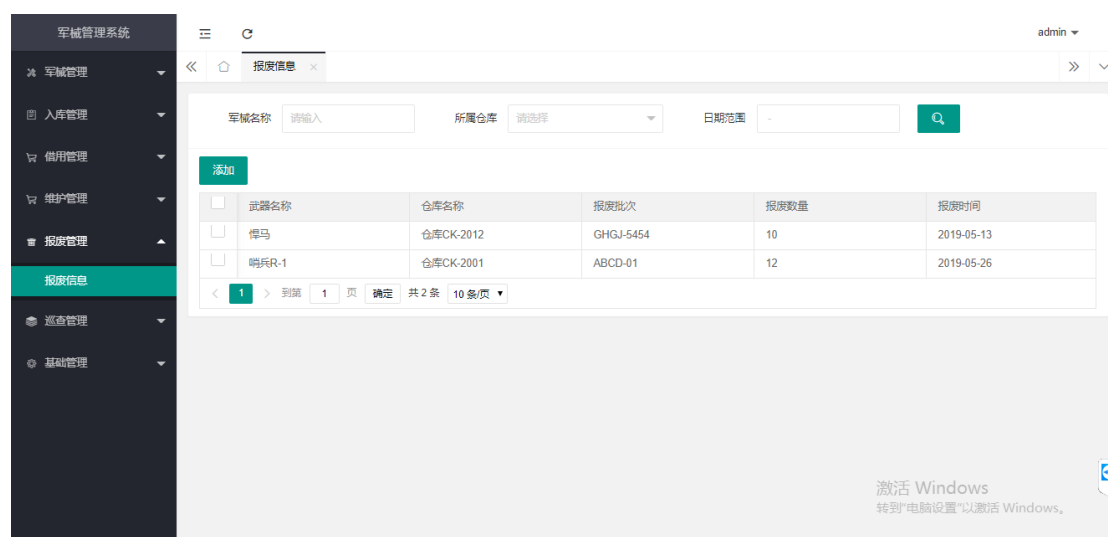 军械管理系统
admin
军械管理
报废信息
入库管理
军械名称 请输入 所属仓库 请选择 日期范围 -
借用管理
添加
维护管理
武器名称 仓库名称 报废批次 报废数量 报废时间
报废管理
悍马 仓库CK-2012 GHGJ-5454 10 2019-05-13
哨兵R-1 仓库CK-2001 ABCD-01 12 2019-05-26
报废信息
1 到第 1 页 确定 共 2 条 10 条/页
巡查管理
基础管理
激活 Windows
转到"电脑设置"以激活 Windows。